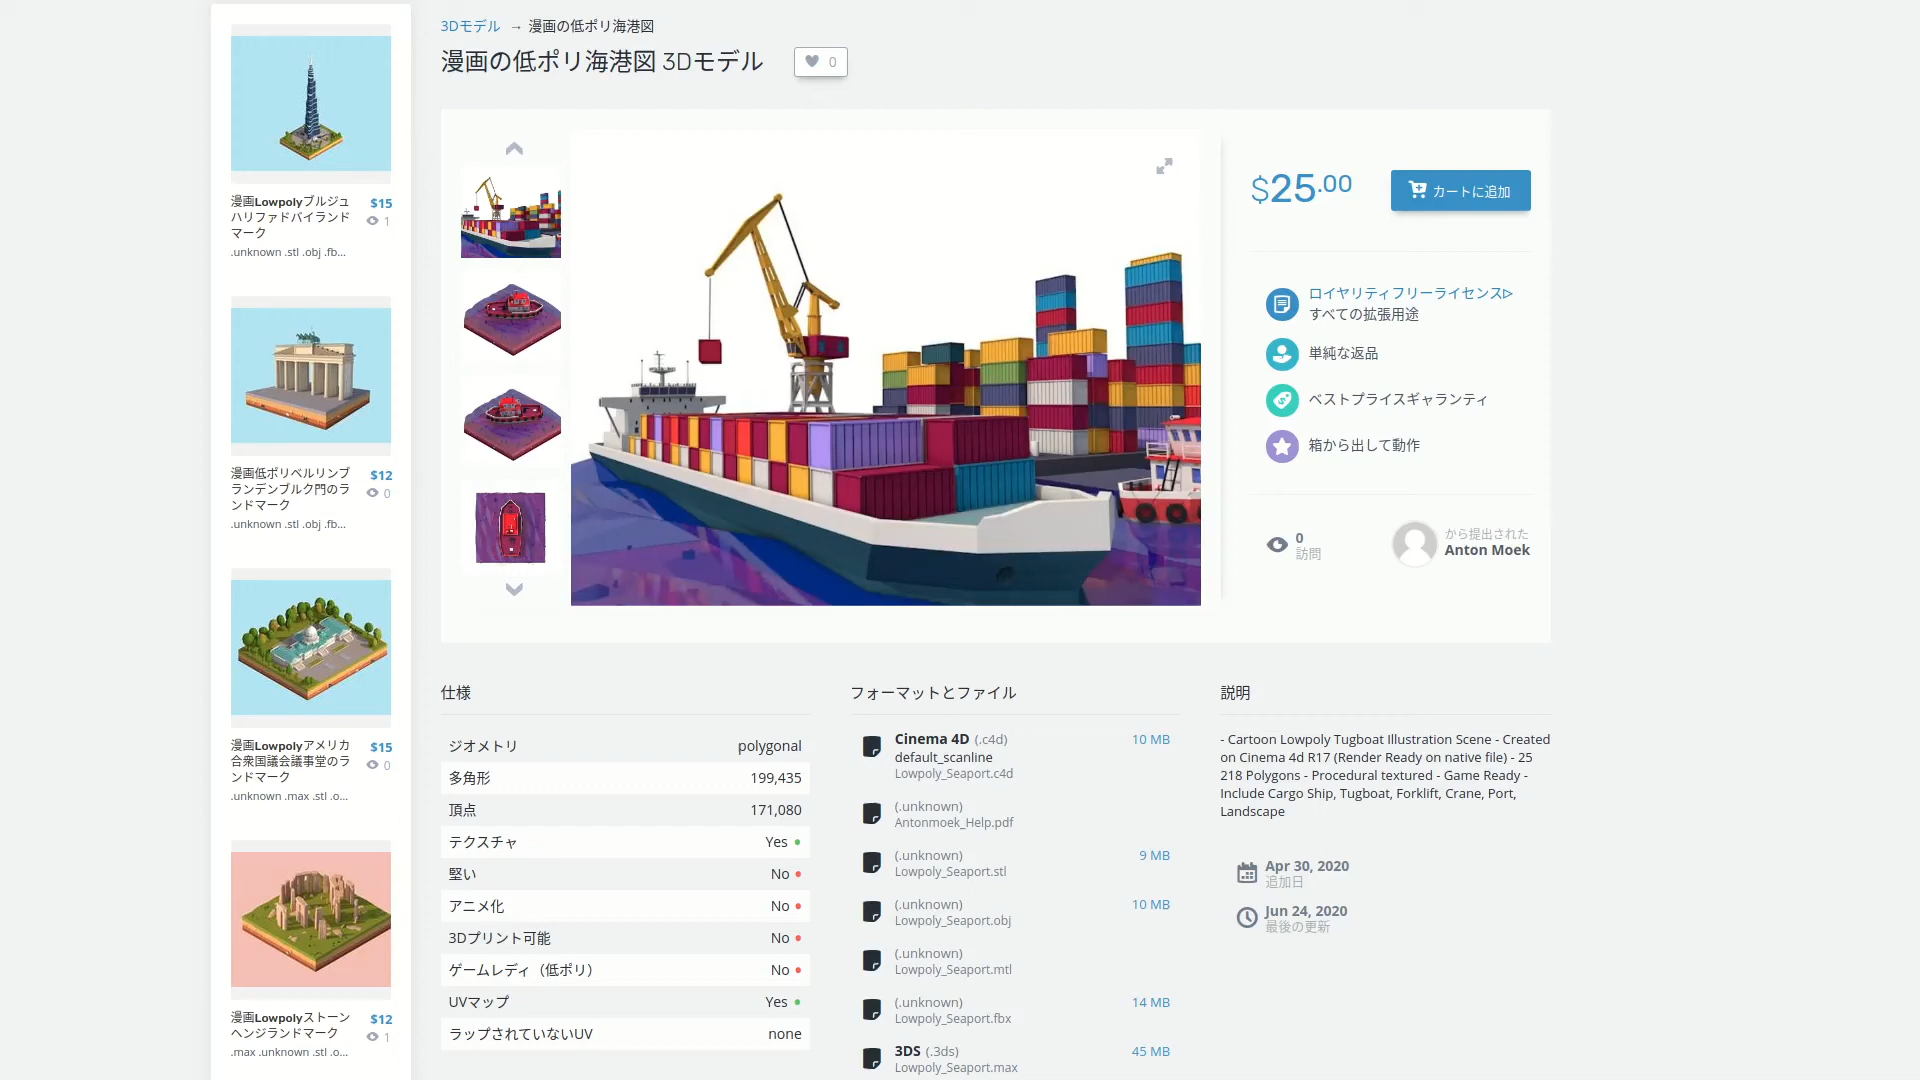 3Dモデル → 漫画の低ポリ海港図
漫画の低ポリ海港図 3Dモデル
0
漫画Lowpolyブルジュ
ハリファドバイランド
マーク
$15
1
.unknown .stl .obj .fb...
漫画低ポリベルリンブ
ランデンブルク門のラ
ンドマーク
$12
0
.unknown .stl .obj .fb...
漫画Lowpolyアメリカ
合衆国議会議事堂のラ
ンドマーク
$15
0
.unknown .max .stl .o...
漫画Lowpolyストーン
ヘンジランドマーク
$12
1
.max .unknown .stl .o...
$25.00
カートに追加
ロイヤリティフリーライセンス
すべての拡張用途
単純な返品
ベストプライスギャランティ
箱から出して動作
0
訪問
から提出された
Anton Moek
仕様
ジオメトリ polygonal
多角形 199,435
頂点 171,080
テクスチャ Yes
堅い No
アニメ化 No
3Dプリント可能 No
ゲームレディ（低ポリ） No
UVマップ Yes
ラップされていないUV none
フォーマットとファイル
Cinema 4D (.c4d) 10 MB
default_scanline
Lowpoly_Seaport.c4d
(.unknown)
Antonmoek_Help.pdf
(.unknown) 9 MB
Lowpoly_Seaport.stl
(.unknown) 10 MB
Lowpoly_Seaport.obj
(.unknown)
Lowpoly_Seaport.mtl
(.unknown) 14 MB
Lowpoly_Seaport.fbx
3DS (.3ds) 45 MB
Lowpoly_Seaport.max
説明
- Cartoon Lowpoly Tugboat Illustration Scene - Created
on Cinema 4d R17 (Render Ready on native file) - 25
218 Polygons - Procedural textured - Game Ready -
Include Cargo Ship, Tugboat, Forklift, Crane, Port,
Landscape
Apr 30, 2020
追加日
Jun 24, 2020
最後の更新